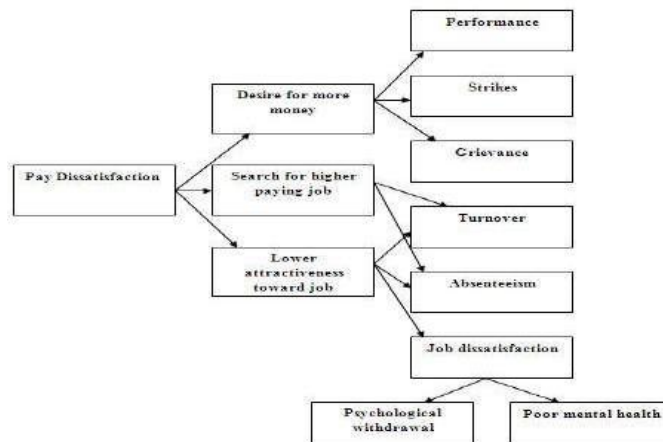 Performance
Desire for more
money
Strikes
Grievance
Pay Dissatisfaction
Search for higher
paying job
Turnover
Lower
attractiveness
toward job
Absenteeism
Job dissatisfaction
Psychological
withdrawal
Poor mental health